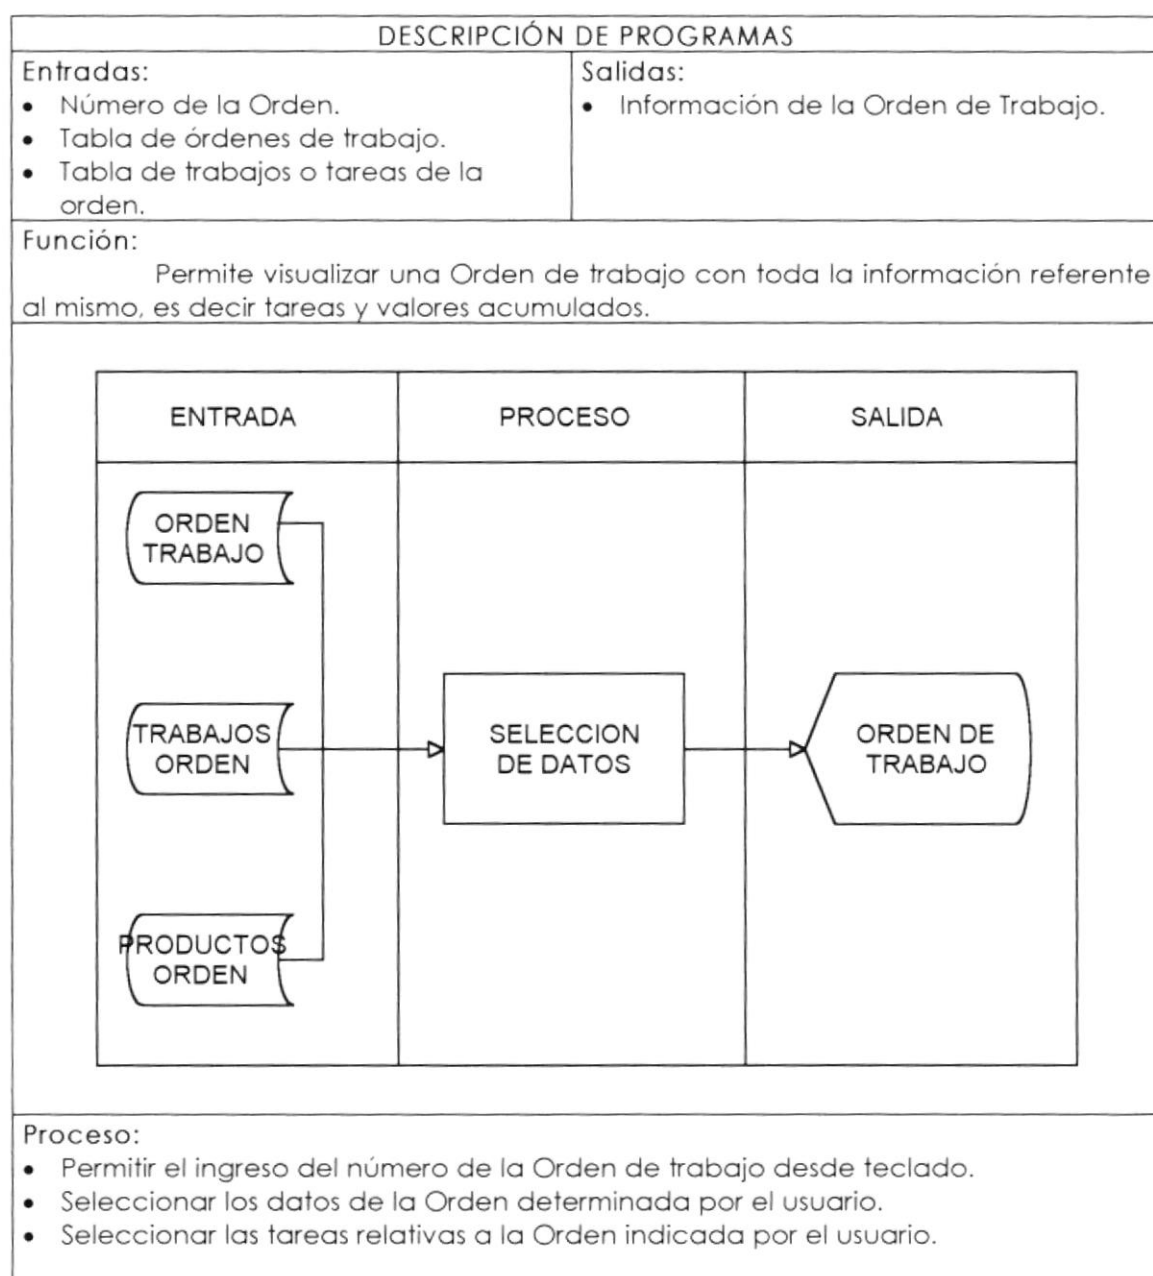 DESCRIPCIÓN DE PROGRAMAS
Entradas:
• Número de la Orden.
• Tabla de órdenes de trabajo.
• Tabla de trabajos o tareas de la
orden.
Salidas:
• Información de la Orden de Trabajo.
Función:
Permite visualizar una Orden de trabajo con toda la información referente
al mismo, es decir tareas y valores acumulados.
ENTRADA
PROCESO
SALIDA
ORDEN
TRABAJO
TRABAJOS
ORDEN
PRODUCTOS
ORDEN
SELECCION
DE DATOS
ORDEN DE
TRABAJO
Proceso:
• Permitir el ingreso del número de la Orden de trabajo desde teclado.
• Seleccionar los datos de la Orden determinada por el usuario.
• Seleccionar las tareas relativas a la Orden indicada por el usuario.